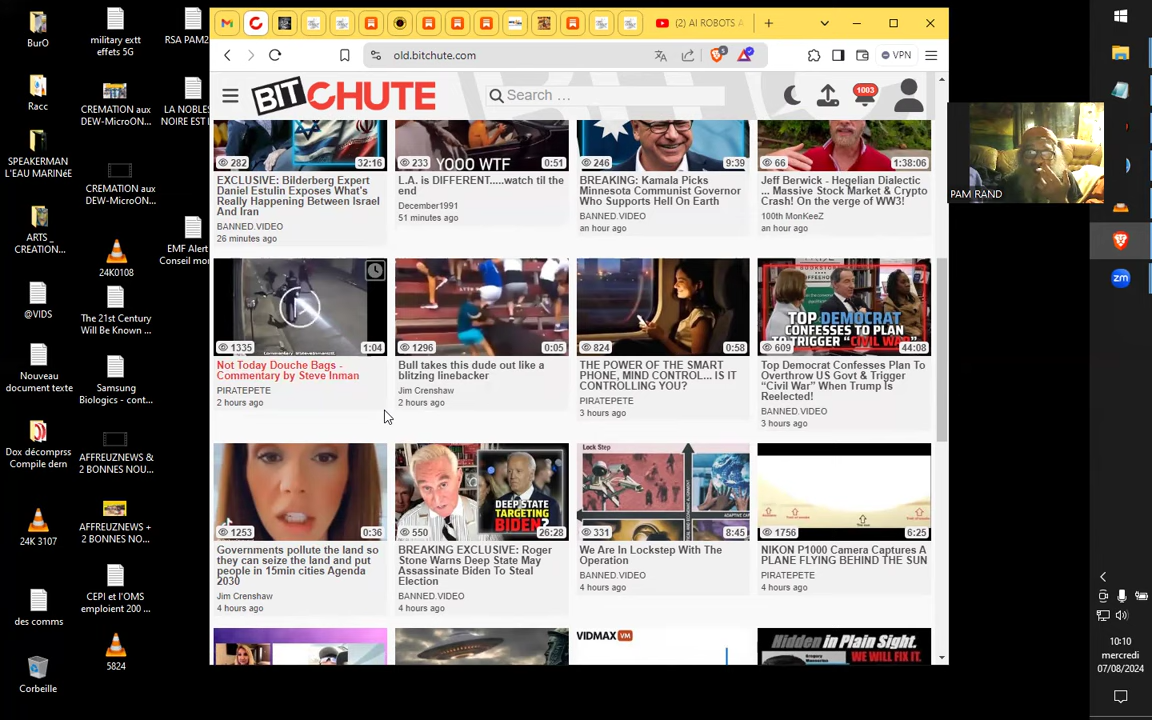 BurO
military extt
effets 5G
RSA PAM2...
Racc
CREMATION aux
DEW-MicroON...
LA NOBLES
NOIRE EST I
SPEAKERMAN
L'EAU MARINéE
CREMATION aux
DEW-MicroON...
ARTS _
CREATION...
24K0108
EMF Alert
Conseil mon
@VIDS
The 21st Century
Will Be Known ...
Nouveau
document texte
Samsung
Biologics - cont...
Dox décomprss
Compile dern
AFFREUZNEWS &
2 BONNES NOU...
24K 3107
AFFREUZNEWS +
2 BONNES NO...
des comms
CEPI et l'OMS
emploient 200 ...
5824
Corbeille
(2) AI ROBOTS A
old.bitchute.com
VPN
BITCHUTE
Search ...
1003
282
32:16
EXCLUSIVE: Bilderberg Expert
Daniel Estulin Exposes What's
Really Happening Between Israel
And Iran
BANNED.VIDEO
26 minutes ago
YOOO WTF
233
0:51
L.A. is DIFFERENT.....watch til the
end
December1991
51 minutes ago
246
9:39
BREAKING: Kamala Picks
Minnesota Communist Governor
Who Supports Hell On Earth
BANNED.VIDEO
an hour ago
66
1:38:06
Jeff Berwick - Hegelian Dialectic
... Massive Stock Market & Crypto
Crash! On the verge of WW3!
100th MonKeeZ
an hour ago
1335
1:04
Not Today Douche Bags -
Commentary by Steve Inman
PIRATEPETE
2 hours ago
1296
0:05
Bull takes this dude out like a
blitzing linebacker
Jim Crenshaw
2 hours ago
824
0:58
THE POWER OF THE SMART
PHONE, MIND CONTROL... IS IT
CONTROLLING YOU?
PIRATEPETE
3 hours ago
TOP DEMOCRAT
CONFESSES TO PLAN
TO TRIGGER "CIVIL WAR"
609
44:08
Top Democrat Confesses Plan To
Overthrow US Govt & Trigger
“Civil War” When Trump Is
Reelected!
BANNED.VIDEO
3 hours ago
1253
0:36
Governments pollute the land so
they can seize the land and put
people in 15min cities Agenda
2030
Jim Crenshaw
4 hours ago
DEEP STATE
TARGETING
BIDEN?
550
26:28
BREAKING EXCLUSIVE: Roger
Stone Warns Deep State May
Assassinate Biden To Steal
Election
BANNED.VIDEO
4 hours ago
Lock Step
331
8:45
We Are In Lockstep With The
Operation
BANNED.VIDEO
4 hours ago
1756
6:25
NIKON P1000 Camera Captures A
PLANE FLYING BEHIND THE SUN
PIRATEPETE
4 hours ago
VIDMAX VM
Hidden in Plain Sight.
WE WILL FIX IT.
PAM RAND
zm
10:10
mercredi
07/08/2024